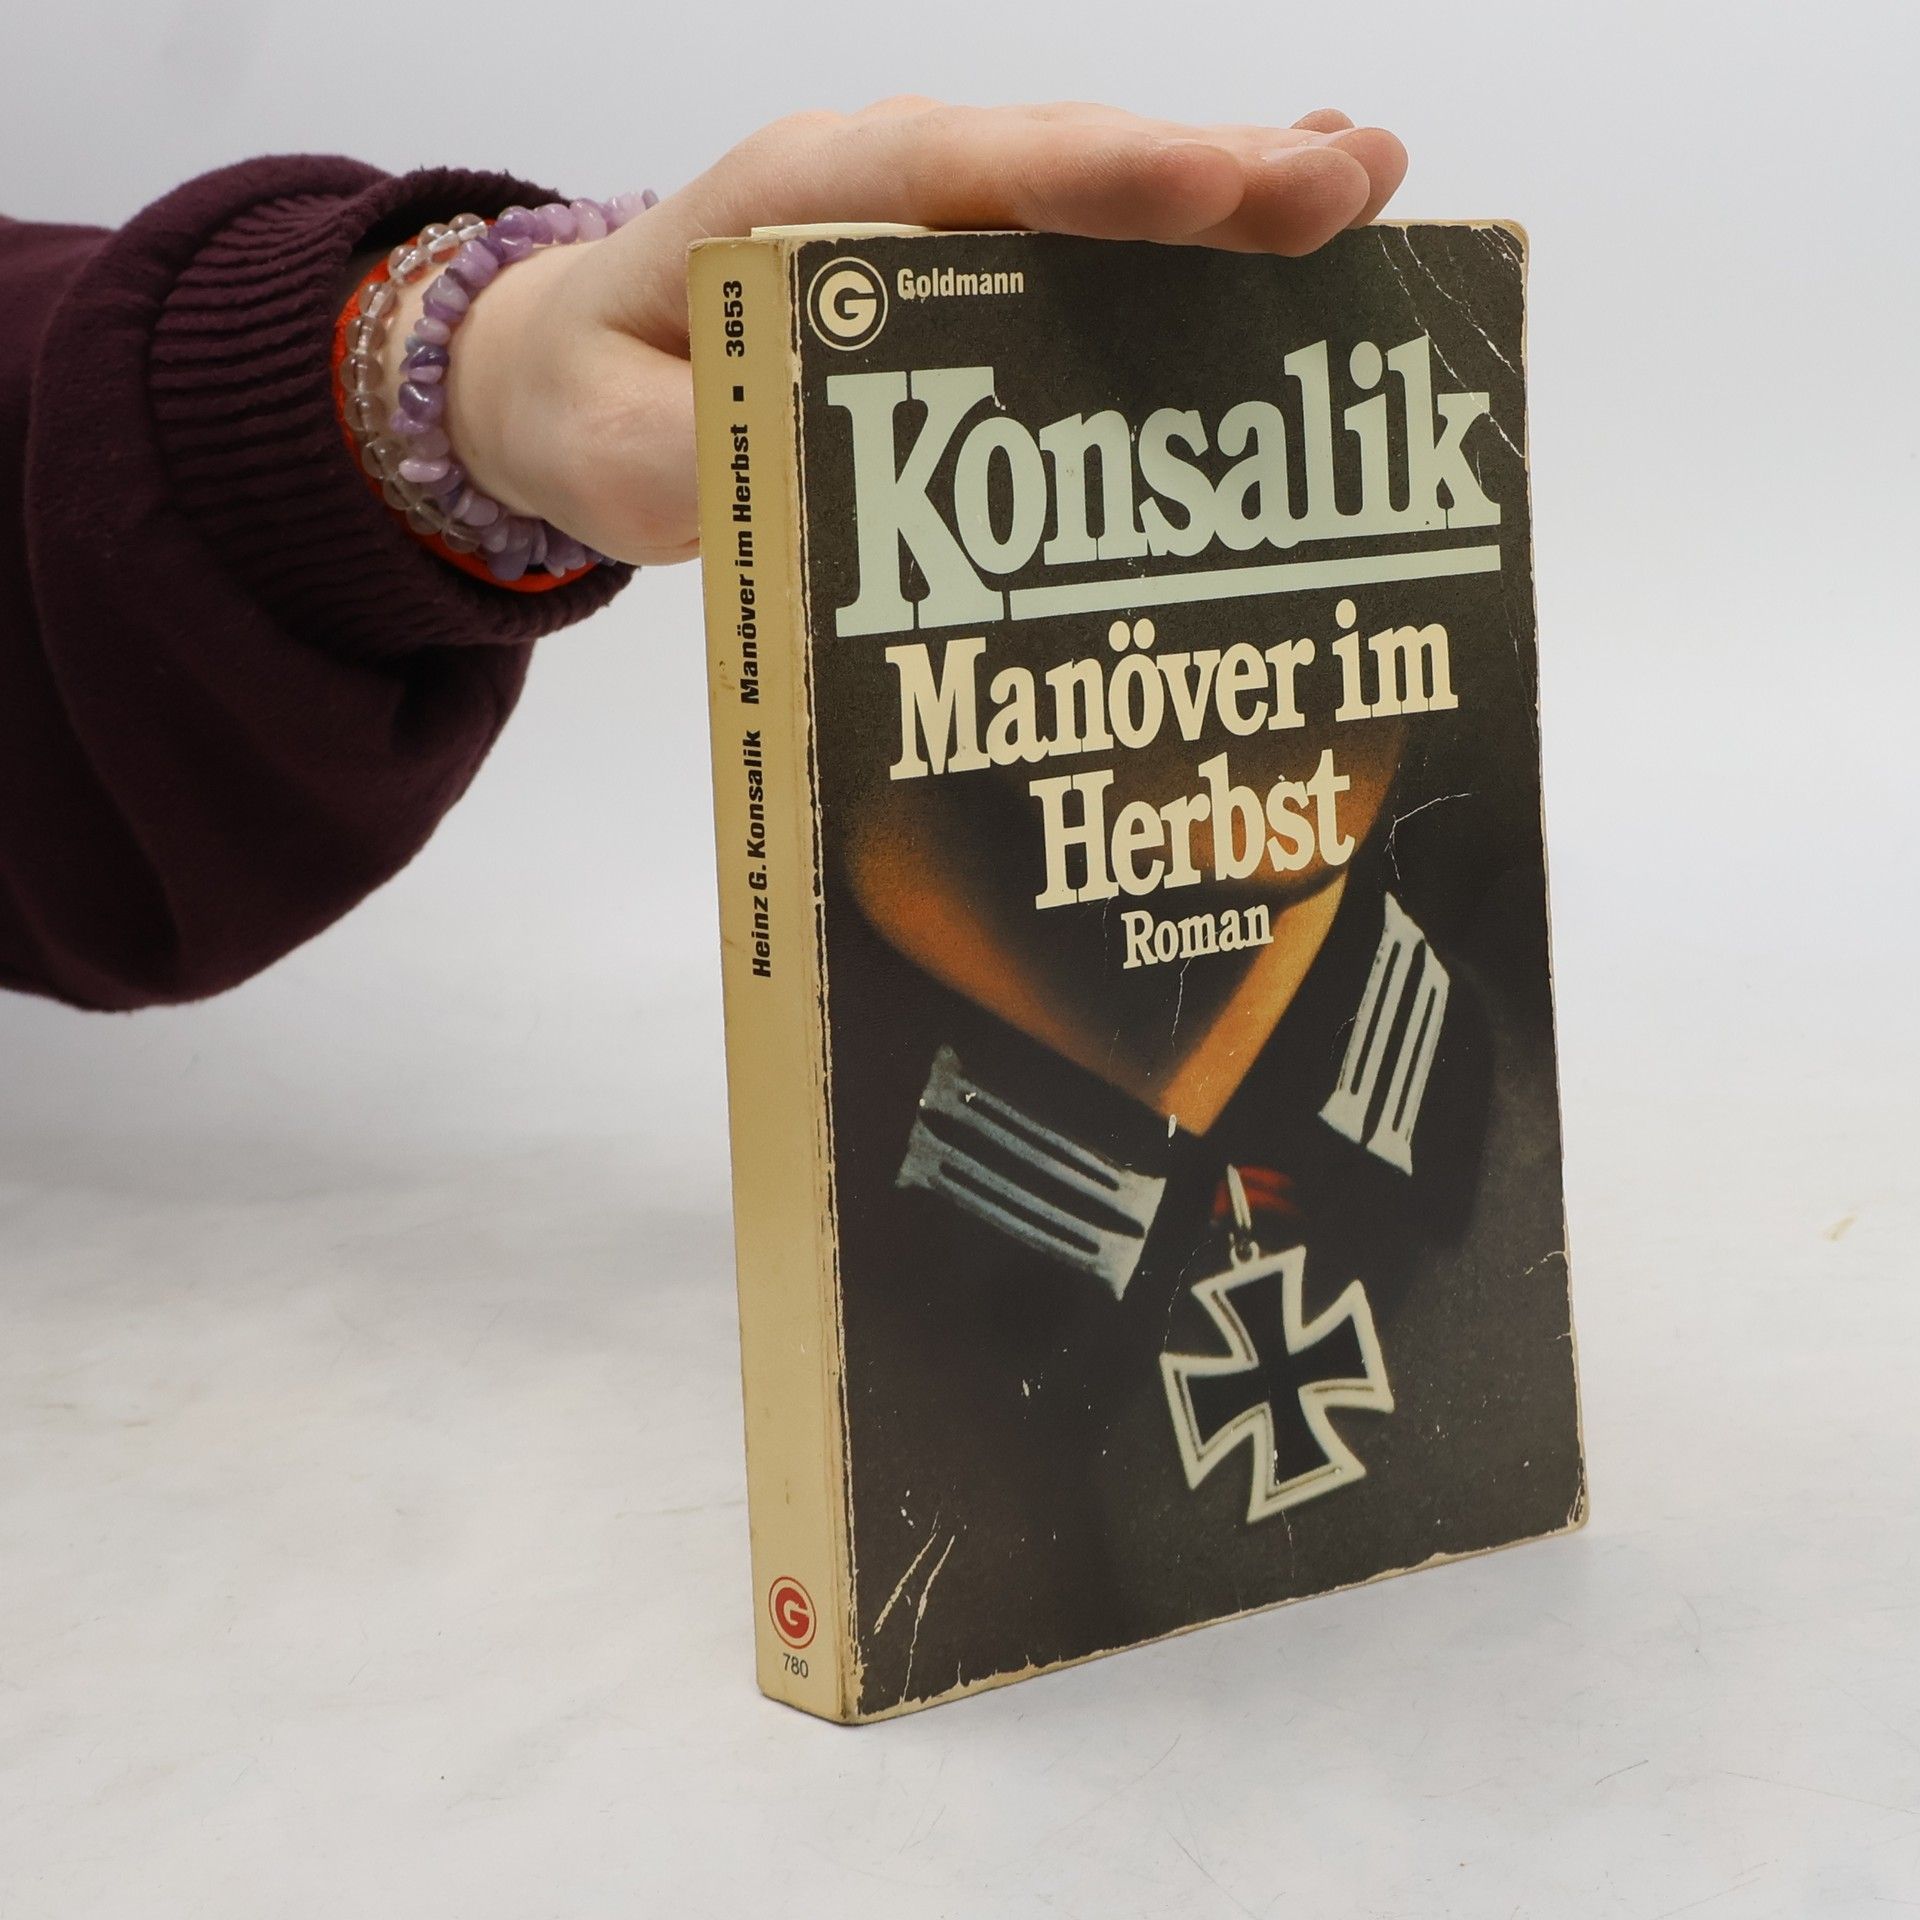 G Goldmann
Konsalik
Manöver im
Herbst
Roman
Heinz G. Konsalik Manöver im Herbst ▪ 3653
G
780